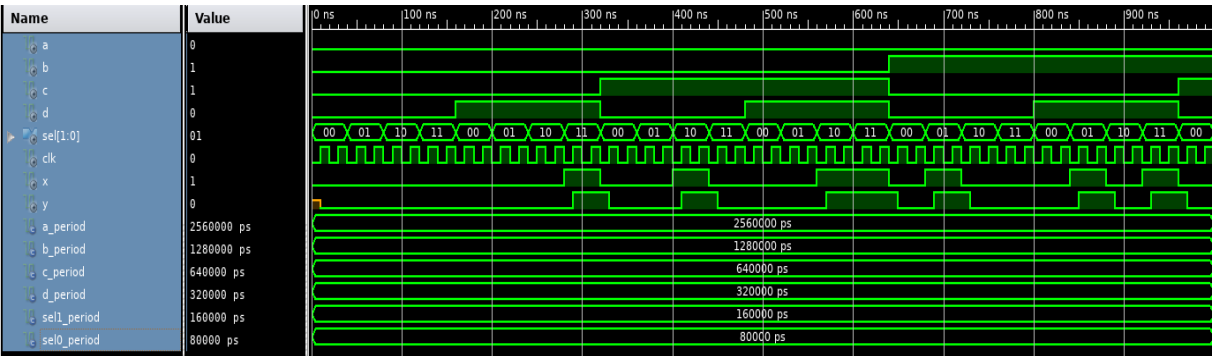 Name Value 0 ns 100 ns 200 ns 300 ns 400 ns 500 ns 600 ns 700 ns 800 ns 900 ns
a 0
b 1
c 1
d 0
sel[1:0] 01 00 01 10 11 00 01 10 11 00 01 10 11 00 01 10 11 00 01 10 11 00 01 10 11 00
clk 0
x 1
y 0
a_period 2560000 ps 2560000 ps
b_period 1280000 ps 1280000 ps
c_period 640000 ps 640000 ps
d_period 320000 ps 320000 ps
sel1_period 160000 ps 160000 ps
sel0_period 80000 ps 80000 ps